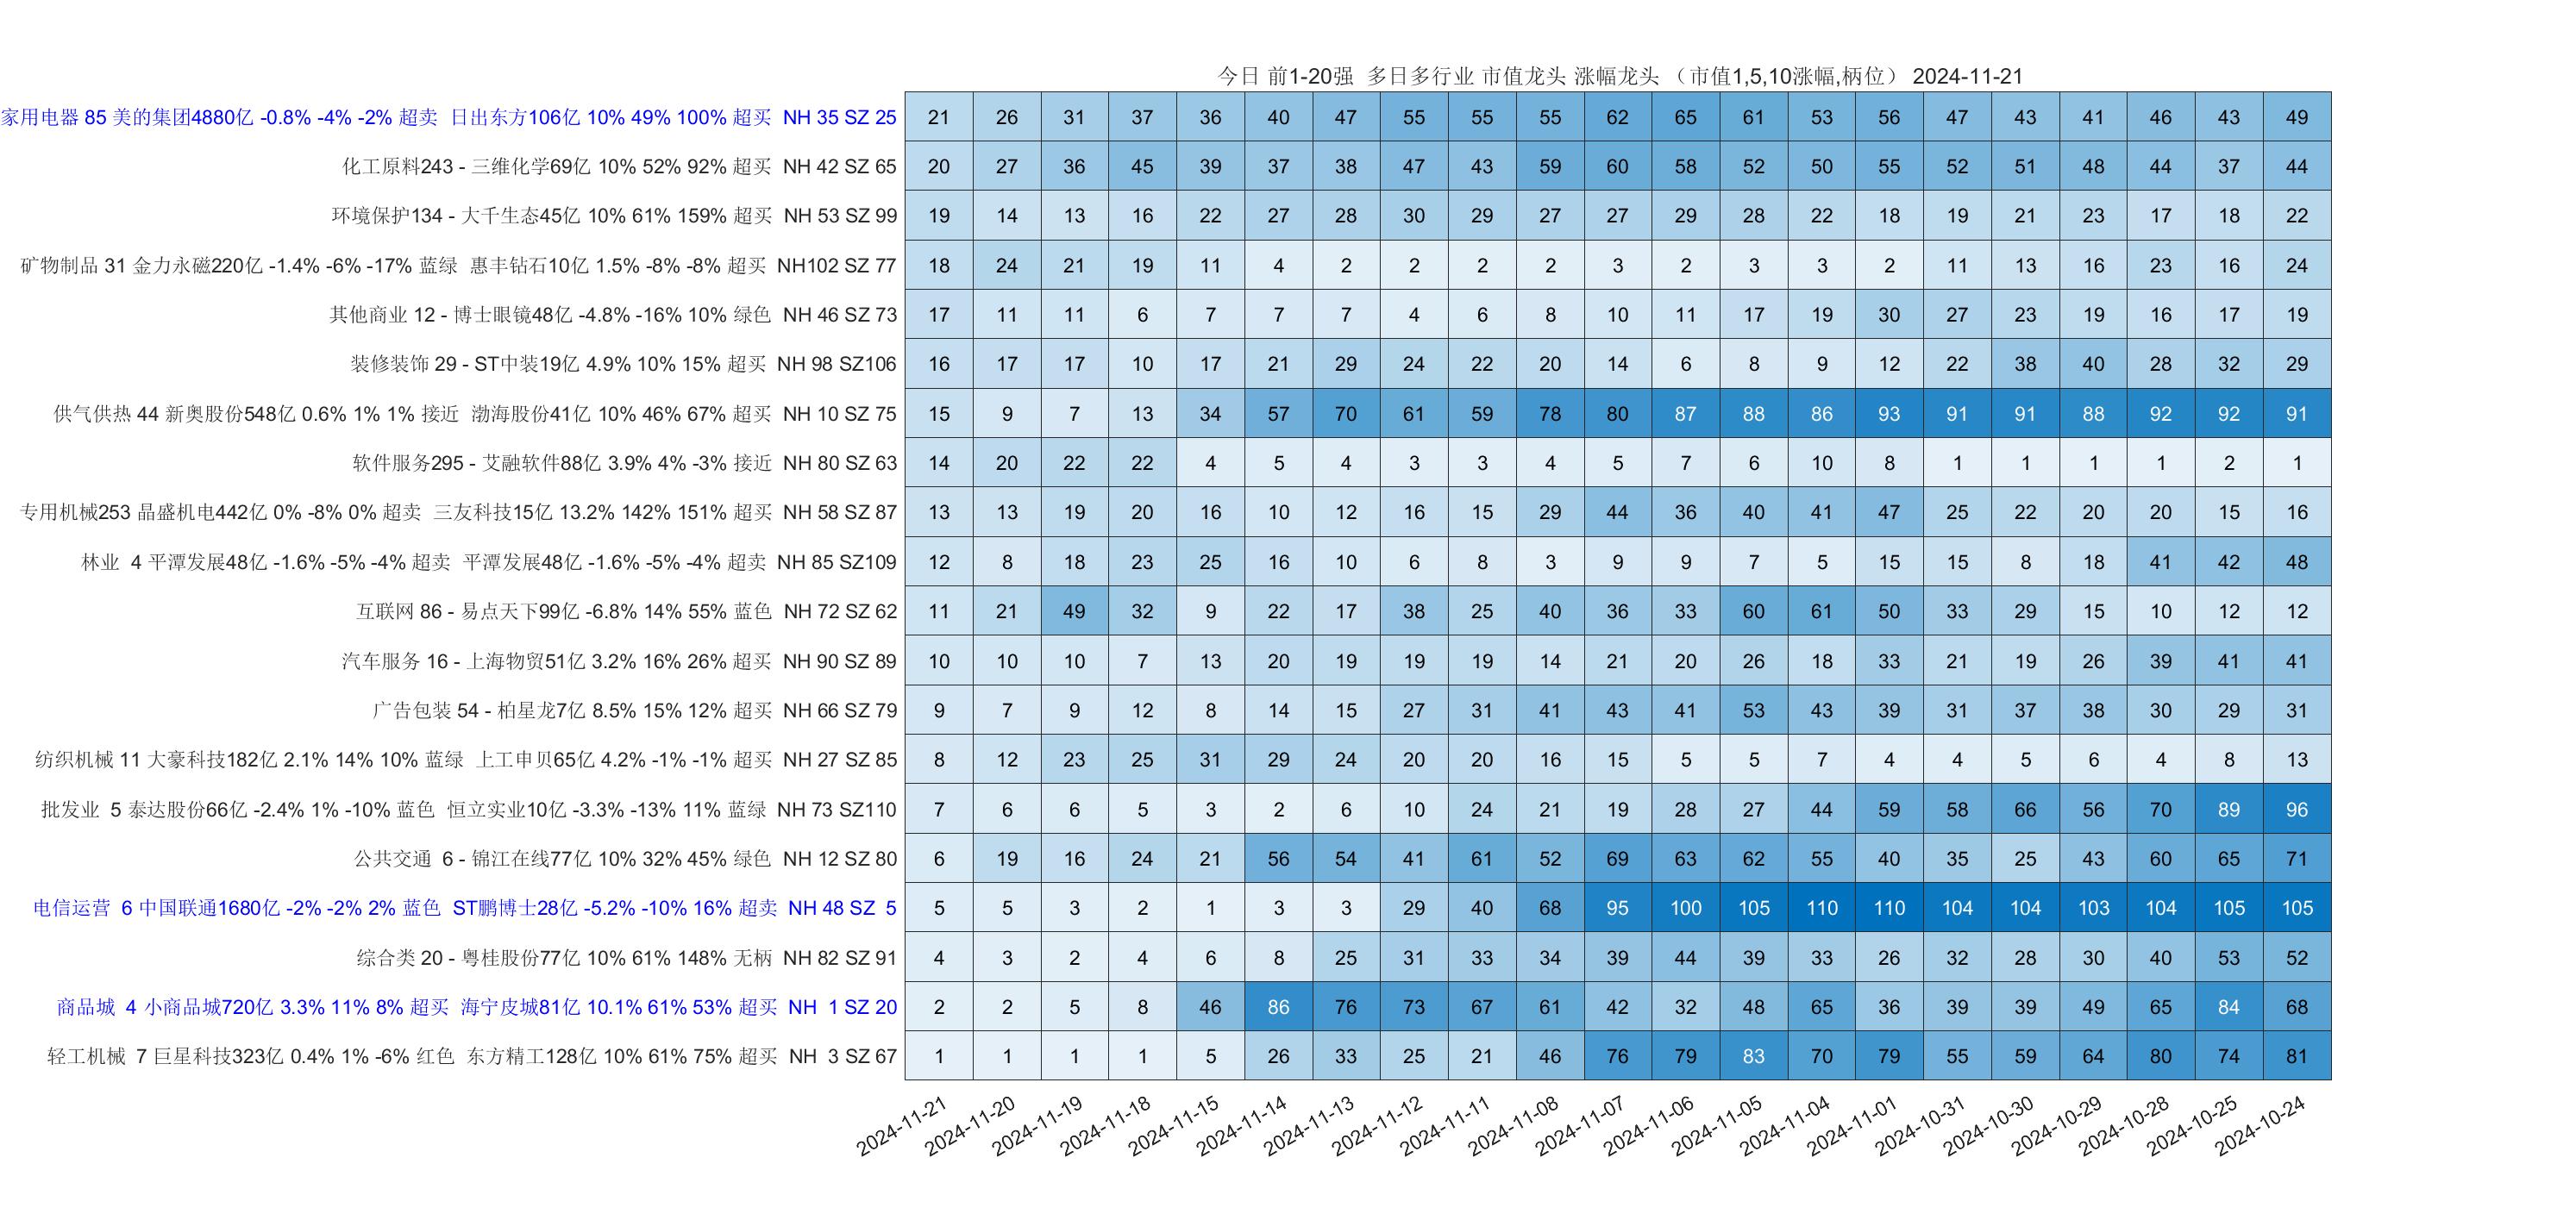 今日 前1-20强 多日多行业 市值龙头 涨幅龙头 （市值1,5,10涨幅,柄位） 2024-11-21
家用电器 85 美的集团4880亿 -0.8% -4% -2% 超卖 日出东方106亿 10% 49% 100% 超买 NH 35 SZ 25 21 26 31 37 36 40 47 55 55 55 62 65 61 53 56 47 43 41 46 43 49
化工原料243 - 三维化学69亿 10% 52% 92% 超买 NH 42 SZ 65 20 27 36 45 39 37 38 47 43 59 60 58 52 50 55 52 51 48 44 37 44
环境保护134 - 大千生态45亿 10% 61% 159% 超买 NH 53 SZ 99 19 14 13 16 22 27 28 30 29 27 27 29 28 22 18 19 21 23 17 18 22
矿物制品 31 金力永磁220亿 -1.4% -6% -17% 蓝绿 惠丰钻石10亿 1.5% -8% -8% 超买 NH102 SZ 77 18 24 21 19 11 4 2 2 2 2 3 2 3 3 2 11 13 16 23 16 24
其他商业 12 - 博士眼镜48亿 -4.8% -16% 10% 绿色 NH 46 SZ 73 17 11 11 6 7 7 7 4 6 8 10 11 17 19 30 27 23 19 16 17 19
装修装饰 29 - ST中装19亿 4.9% 10% 15% 超买 NH 98 SZ106 16 17 17 10 17 21 29 24 22 20 14 6 8 9 12 22 38 40 28 32 29
供气供热 44 新奥股份548亿 0.6% 1% 1% 接近 渤海股份41亿 10% 46% 67% 超买 NH 10 SZ 75 15 9 7 13 34 57 70 61 59 78 80 87 88 86 93 91 91 88 92 92 91
软件服务295 - 艾融软件88亿 3.9% 4% -3% 接近 NH 80 SZ 63 14 20 22 22 4 5 4 3 3 4 5 7 6 10 8 1 1 1 1 2 1
专用机械253 晶盛机电442亿 0% -8% 0% 超卖 三友科技15亿 13.2% 142% 151% 超买 NH 58 SZ 87 13 13 19 20 16 10 12 16 15 29 44 36 40 41 47 25 22 20 20 15 16
林业 4 平潭发展48亿 -1.6% -5% -4% 超卖 平潭发展48亿 -1.6% -5% -4% 超卖 NH 85 SZ109 12 8 18 23 25 16 10 6 8 3 9 9 7 5 15 15 8 18 41 42 48
互联网 86 - 易点天下99亿 -6.8% 14% 55% 蓝色 NH 72 SZ 62 11 21 49 32 9 22 17 38 25 40 36 33 60 61 50 33 29 15 10 12 12
汽车服务 16 - 上海物贸51亿 3.2% 16% 26% 超买 NH 90 SZ 89 10 10 10 7 13 20 19 19 19 14 21 20 26 18 33 21 19 26 39 41 41
广告包装 54 - 柏星龙7亿 8.5% 15% 12% 超买 NH 66 SZ 79 9 7 9 12 8 14 15 27 31 41 43 41 53 43 39 31 37 38 30 29 31
纺织机械 11 大豪科技182亿 2.1% 14% 10% 蓝绿 上工申贝65亿 4.2% -1% -1% 超买 NH 27 SZ 85 8 12 23 25 31 29 24 20 20 16 15 5 5 7 4 4 5 6 4 8 13
批发业 5 泰达股份66亿 -2.4% 1% -10% 蓝色 恒立实业10亿 -3.3% -13% 11% 蓝绿 NH 73 SZ110 7 6 6 5 3 2 6 10 24 21 19 28 27 44 59 58 66 56 70 89 96
公共交通 6 - 锦江在线77亿 10% 32% 45% 绿色 NH 12 SZ 80 6 19 16 24 21 56 54 41 61 52 69 63 62 55 40 35 25 43 60 65 71
电信运营 6 中国联通1680亿 -2% -2% 2% 蓝色 ST鹏博士28亿 -5.2% -10% 16% 超卖 NH 48 SZ 5 5 5 3 2 1 3 3 29 40 68 95 100 105 110 110 104 104 103 104 105 105
综合类 20 - 粤桂股份77亿 10% 61% 148% 无柄 NH 82 SZ 91 4 3 2 4 6 8 25 31 33 34 39 44 39 33 26 32 28 30 40 53 52
商品城 4 小商品城720亿 3.3% 11% 8% 超买 海宁皮城81亿 10.1% 61% 53% 超买 NH 1 SZ 20 2 2 5 8 46 86 76 73 67 61 42 32 48 65 36 39 39 49 65 84 68
轻工机械 7 巨星科技323亿 0.4% 1% -6% 红色 东方精工128亿 10% 61% 75% 超买 NH 3 SZ 67 1 1 1 1 5 26 33 25 21 46 76 79 83 70 79 55 59 64 80 74 81
2024-11-21 2024-11-20 2024-11-19 2024-11-18 2024-11-15 2024-11-14 2024-11-13 2024-11-12 2024-11-11 2024-11-08 2024-11-07 2024-11-06 2024-11-05 2024-11-04 2024-11-01 2024-10-31 2024-10-30 2024-10-29 2024-10-28 2024-10-25 2024-10-24